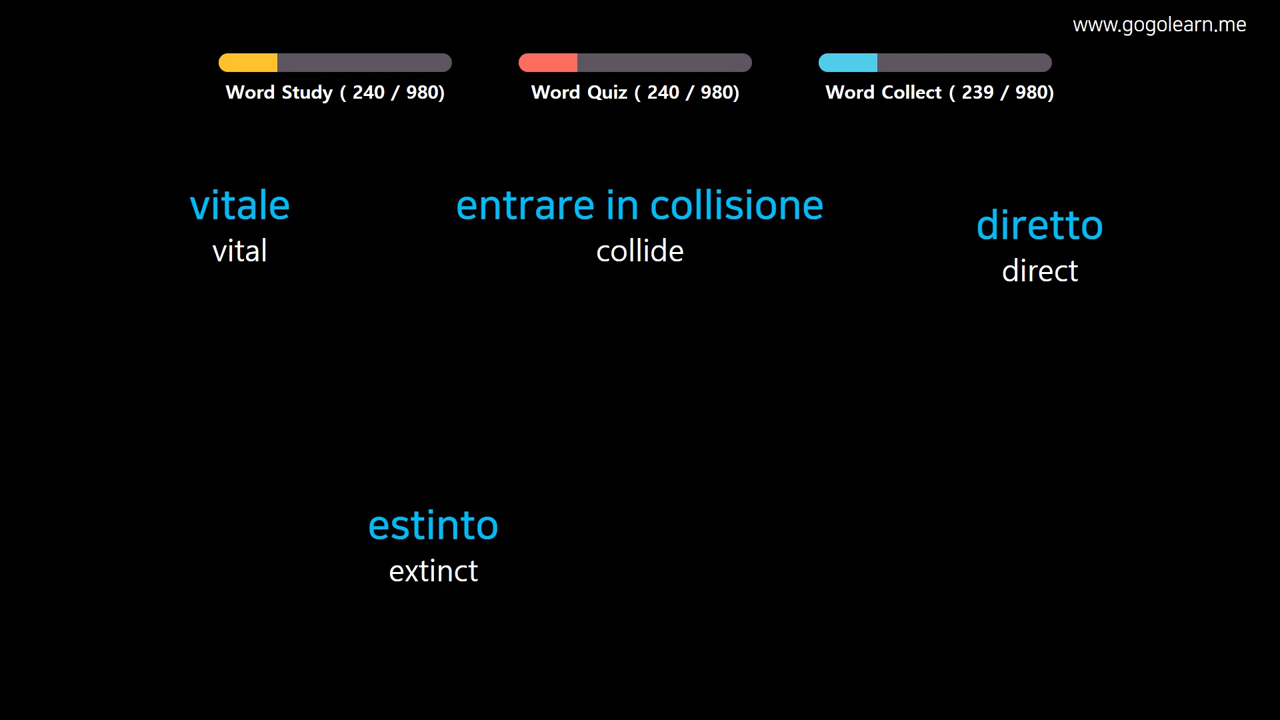 www.gogolearn.me
Word Study ( 240 / 980)
Word Quiz ( 240 / 980)
Word Collect ( 239 / 980)
vitale
vital
entrare in collisione
collide
diretto
direct
estinto
extinct